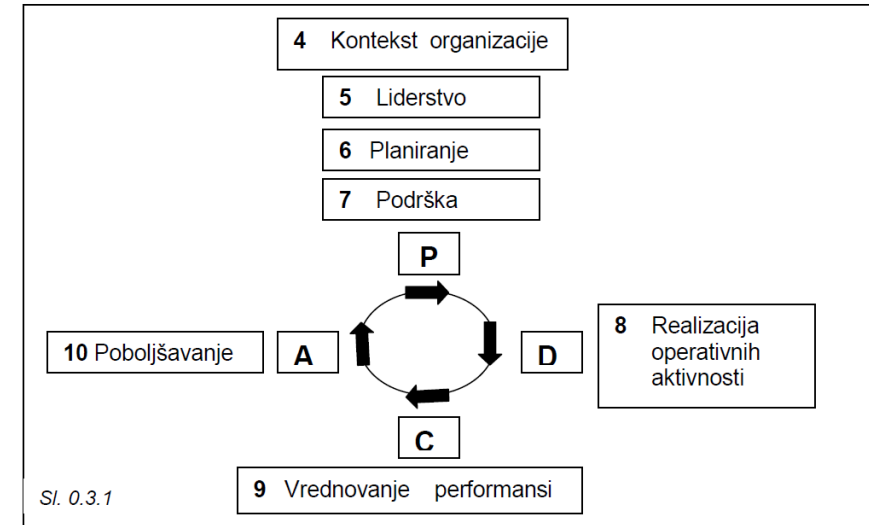 4 Kontekst organizacije
5 Liderstvo
6 Planiranje
7 Podrška
P
10 Poboljšavanje
A
D
8 Realizacija
operativnih
aktivnosti
C
9 Vrednovanje performansi
Sl. 0.3.1